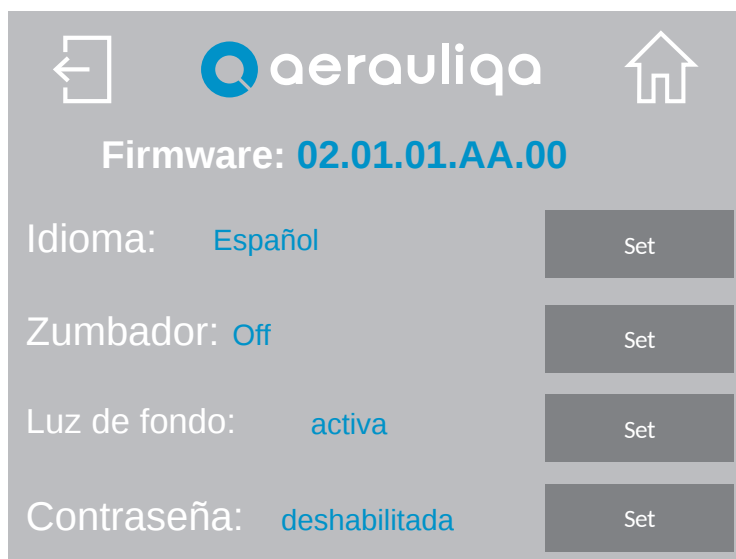 aerauliqa
Firmware: 02.01.01.AA.00
Idioma: Español Set
Zumbador: Off Set
Luz de fondo: activa Set
Contraseña: deshabilitada Set